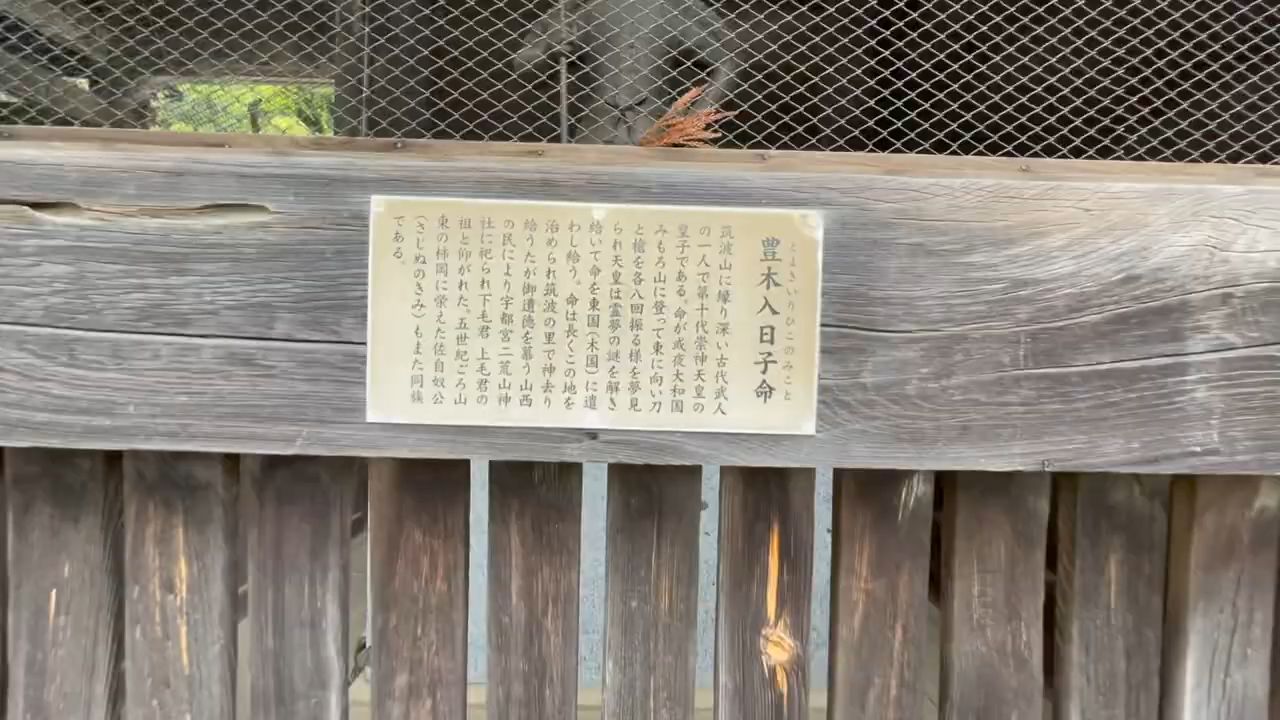 とよきいりひこのみこと
豊木入日子命
筑波山に縁り深い古代武人
の一人で第十代崇神天皇の
皇子である。命が或夜大和国
みもろ山に登って東に向い刀
と槍を各八回振る様を夢見
られ天皇は霊夢の謎を解き
給いて命を東国(木国)に遣
わし給う。命は長くこの地を
治められ筑波の里で神去り
給うたが御遺徳を慕う山西
の民により宇都宮二荒山神
社に祀られ下毛君 上毛君の
祖と仰がれた。五世紀ごろ山
東の柿岡に栄えた佐自奴公
(さじぬのきみ)もまた同族
である。